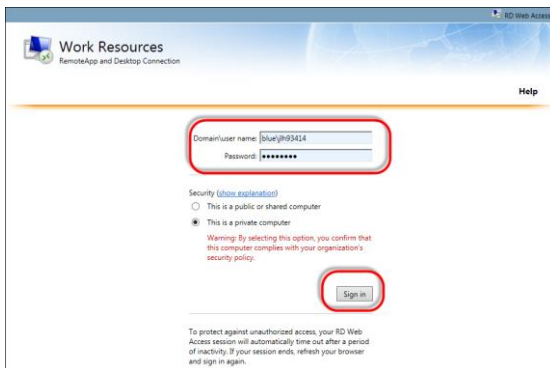 RD Web Access
Work Resources
RemoteApp and Desktop Connection
Help
Domain\user name: blue\jlh93414
Password: ••••••••
Security (show explanation)
This is a public or shared computer
This is a private computer
Warning: By selecting this option, you confirm that
this computer complies with your organization's
security policy.
Sign in
To protect against unauthorized access, your RD Web
Access session will automatically time out after a period
of inactivity. If your session ends, refresh your browser
and sign in again.